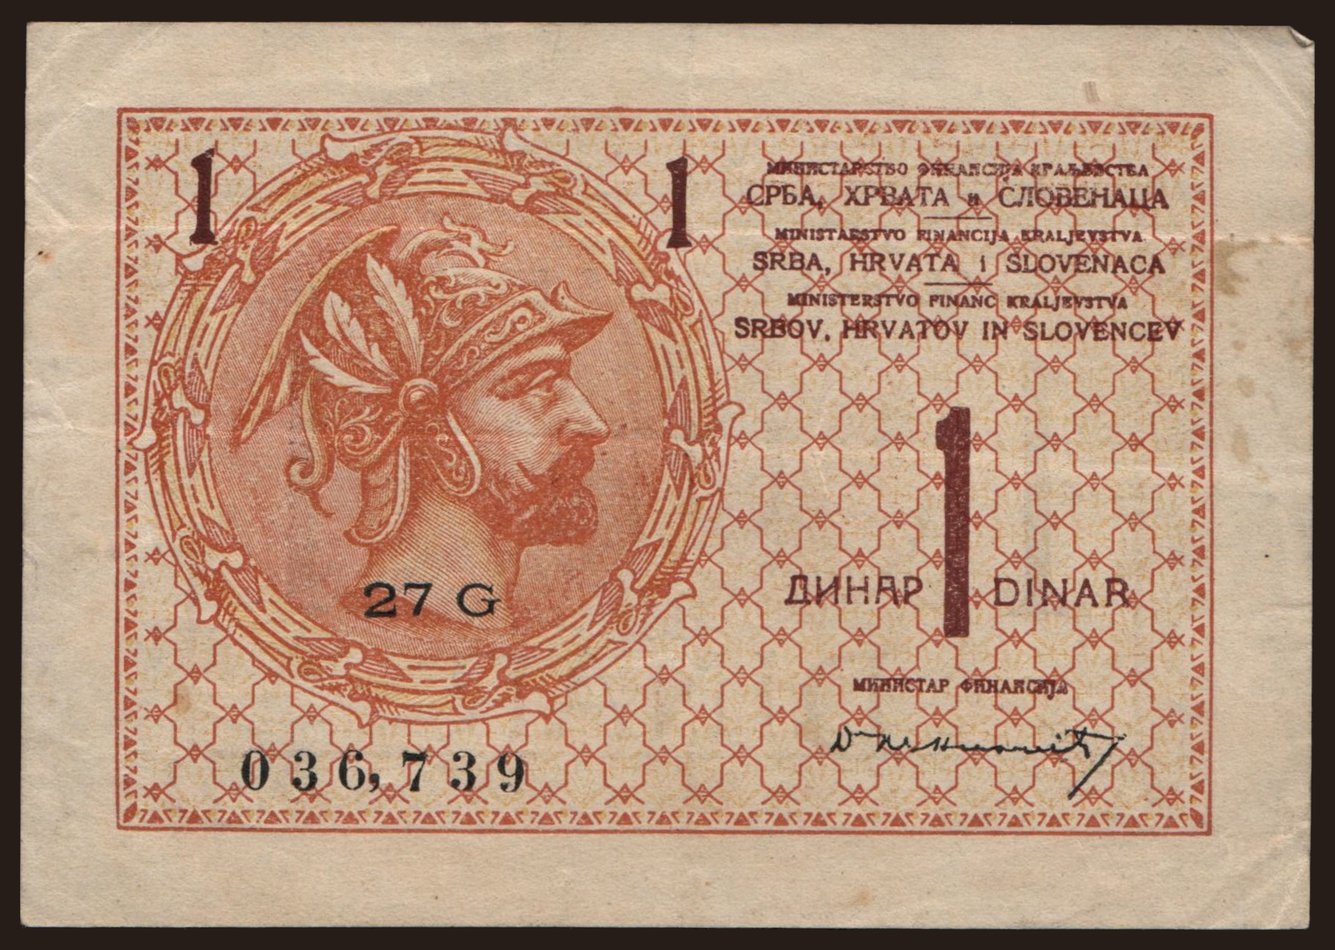 1 1
МИНИСТАРСТВО ФИНАНСИЈА КРАЉЕВСТВА
СРБА, ХРВАТА и СЛОВЕНАЦА
MINISTARSTVO FINANCIJA KRALJEVSTVA
SRBA, HRVATA i SLOVENACA
MINISTERSTVO FINANC KRALJEVSTVA
SRBOV, HRVATOV IN SLOVENCEV
ДИНАР 1 DINAR
27 G
МИНИСТАР ФИНАНСИЈА
036,739